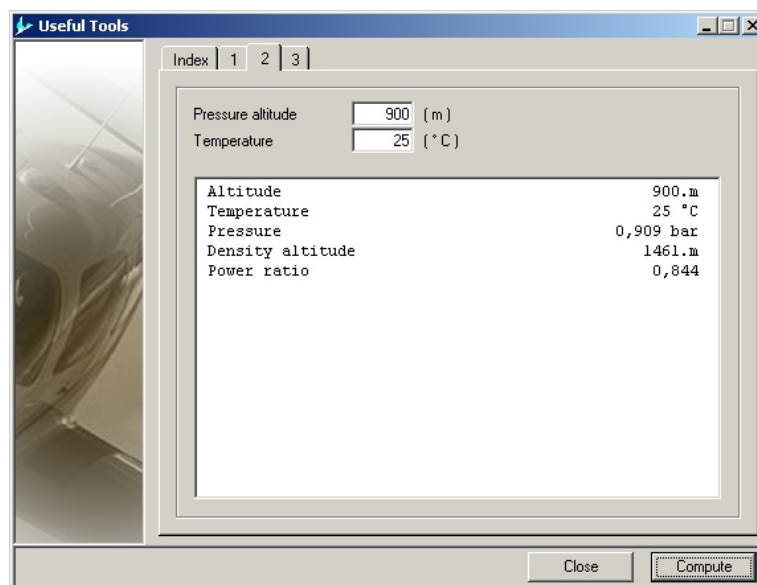 Useful Tools
Index 1 2 3
Pressure altitude 900 (m)
Temperature 25 (°C)
Altitude 900.m
Temperature 25 °C
Pressure 0,909 bar
Density altitude 1461.m
Power ratio 0,844
Close Compute